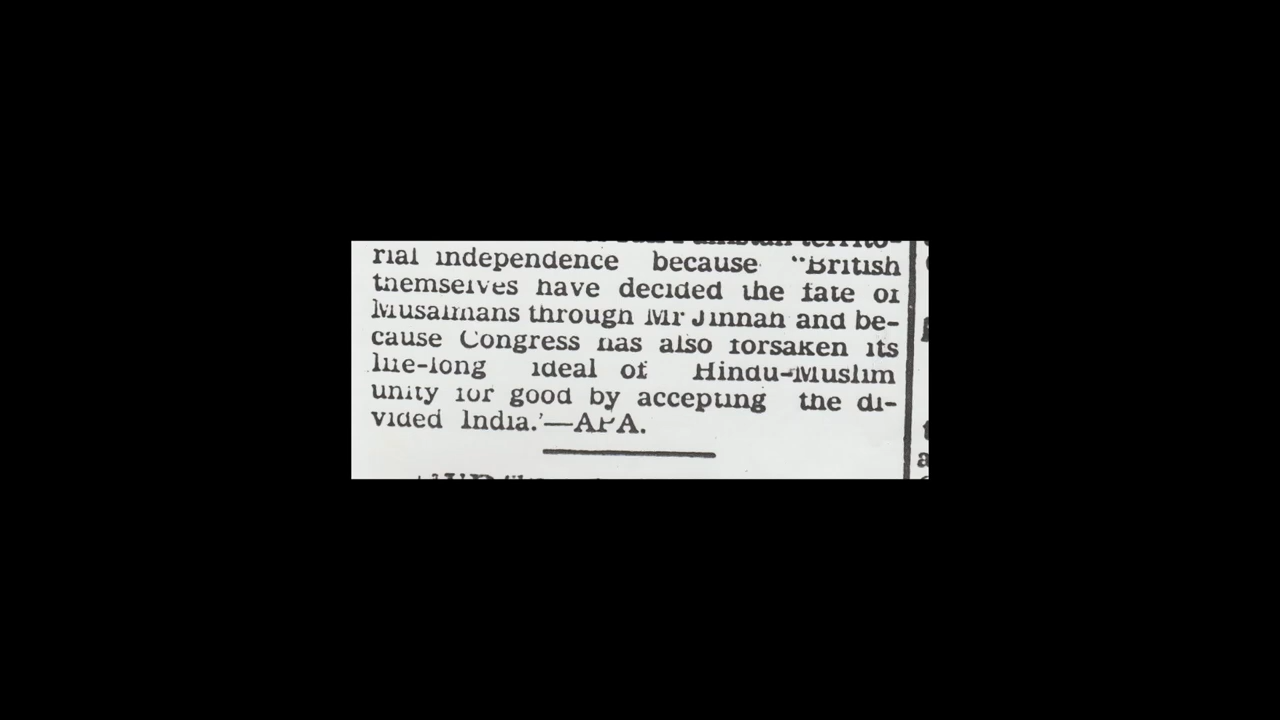 rial independence because "British
themselves have decided the fate of
Musalmans through Mr Jinnah and be-
cause Congress has also forsaken its
life-long ideal of Hindu-Muslim
unity for good by accepting the di-
vided India.'—APA.